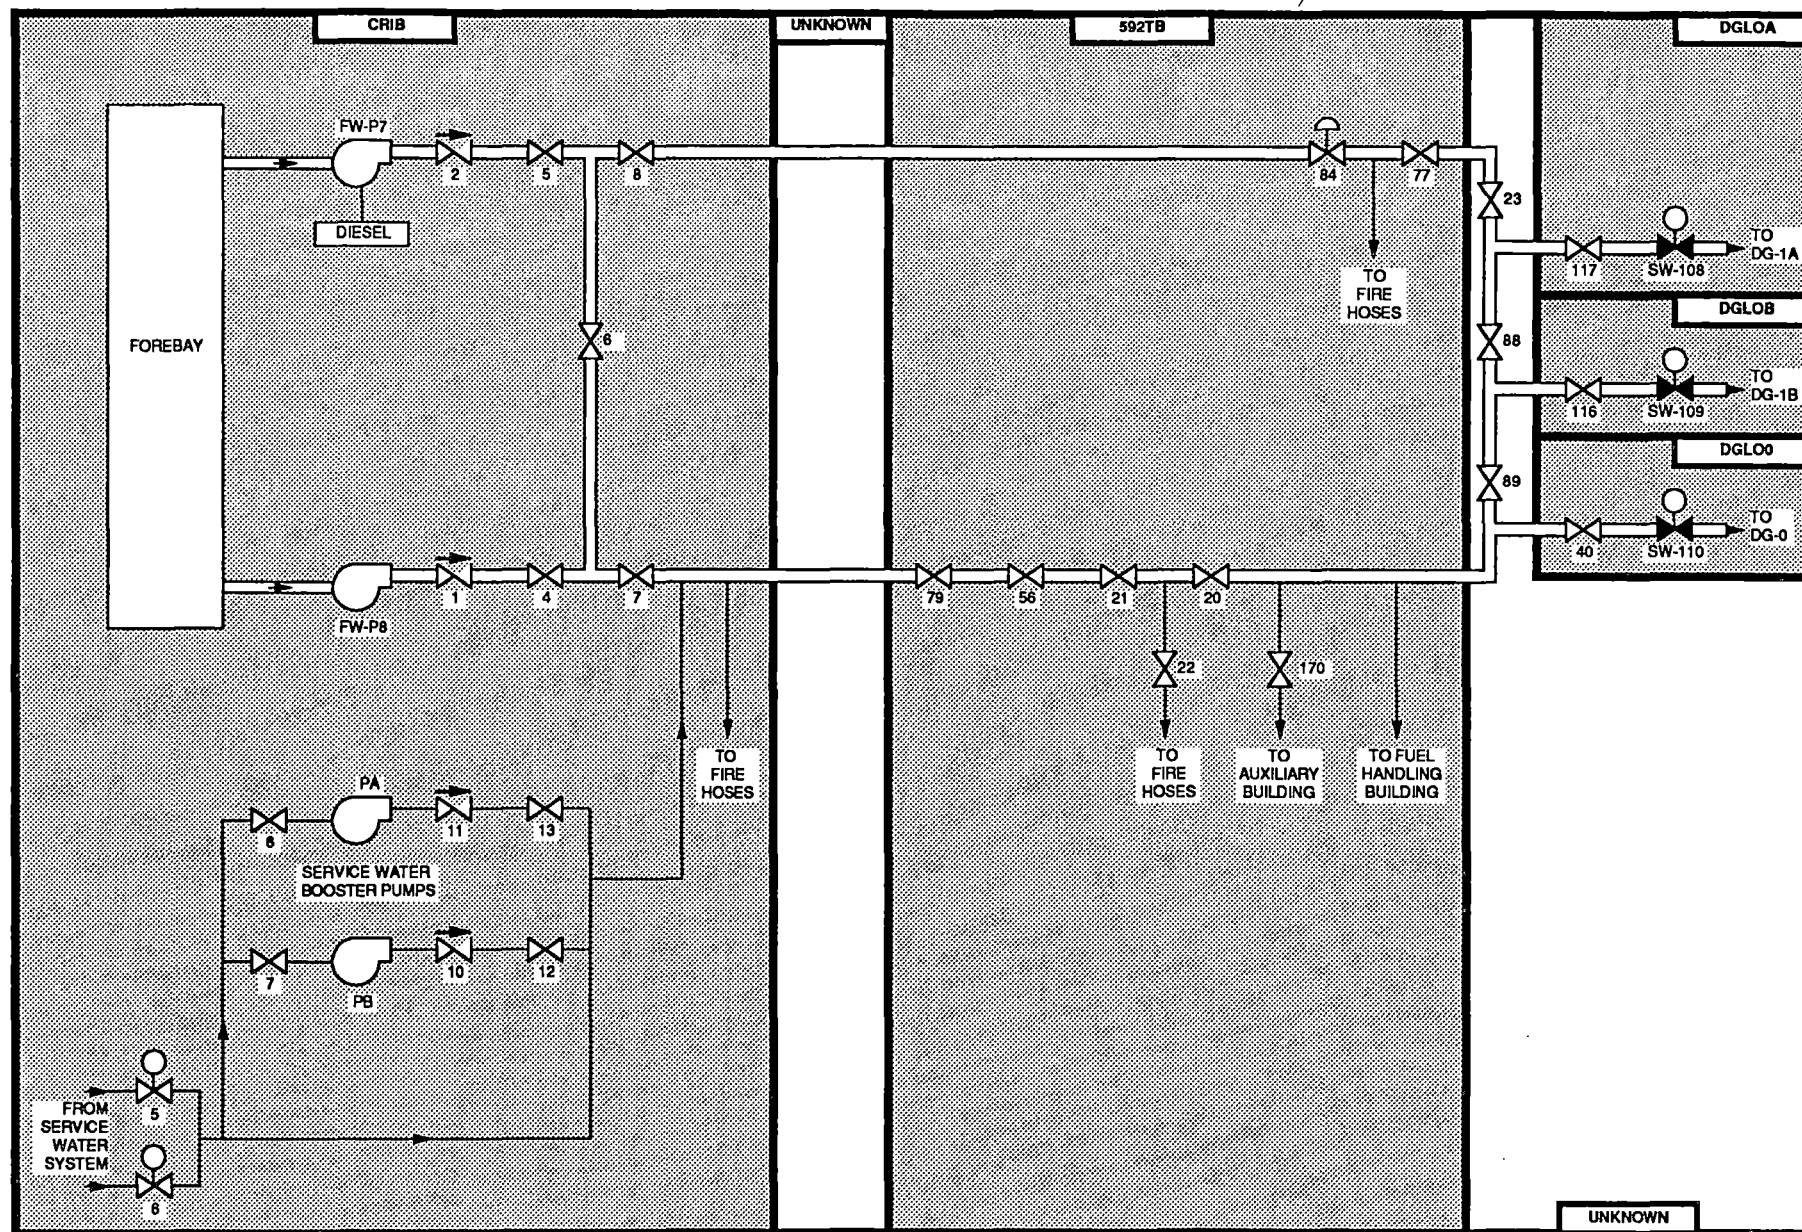 CRIB
UNKNOWN
592TB
DGLOA
FW-P7
2
5
8
84
77
23
DIESEL
TO
DG-1A
117
SW-108
TO
FIRE
HOSES
DGLOB
FOREBAY
6
88
TO
DG-1B
116
SW-109
DGLO0
89
TO
DG-0
40
SW-110
FW-P8
1
4
7
79
56
21
20
22
170
TO
FIRE
HOSES
TO
FIRE
HOSES
TO
AUXILIARY
BUILDING
TO FUEL
HANDLING
BUILDING
PA
6
11
13
SERVICE WATER
BOOSTER PUMPS
7
10
12
PB
5
FROM
SERVICE
WATER
SYSTEM
6
UNKNOWN